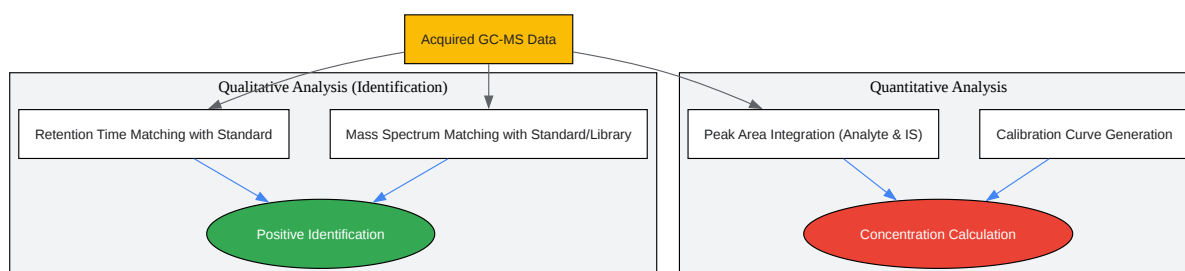 Acquired GC-MS Data
Qualitative Analysis (Identification)
Quantitative Analysis
Retention Time Matching with Standard
Mass Spectrum Matching with Standard/Library
Peak Area Integration (Analyte & IS)
Calibration Curve Generation
Positive Identification
Concentration Calculation